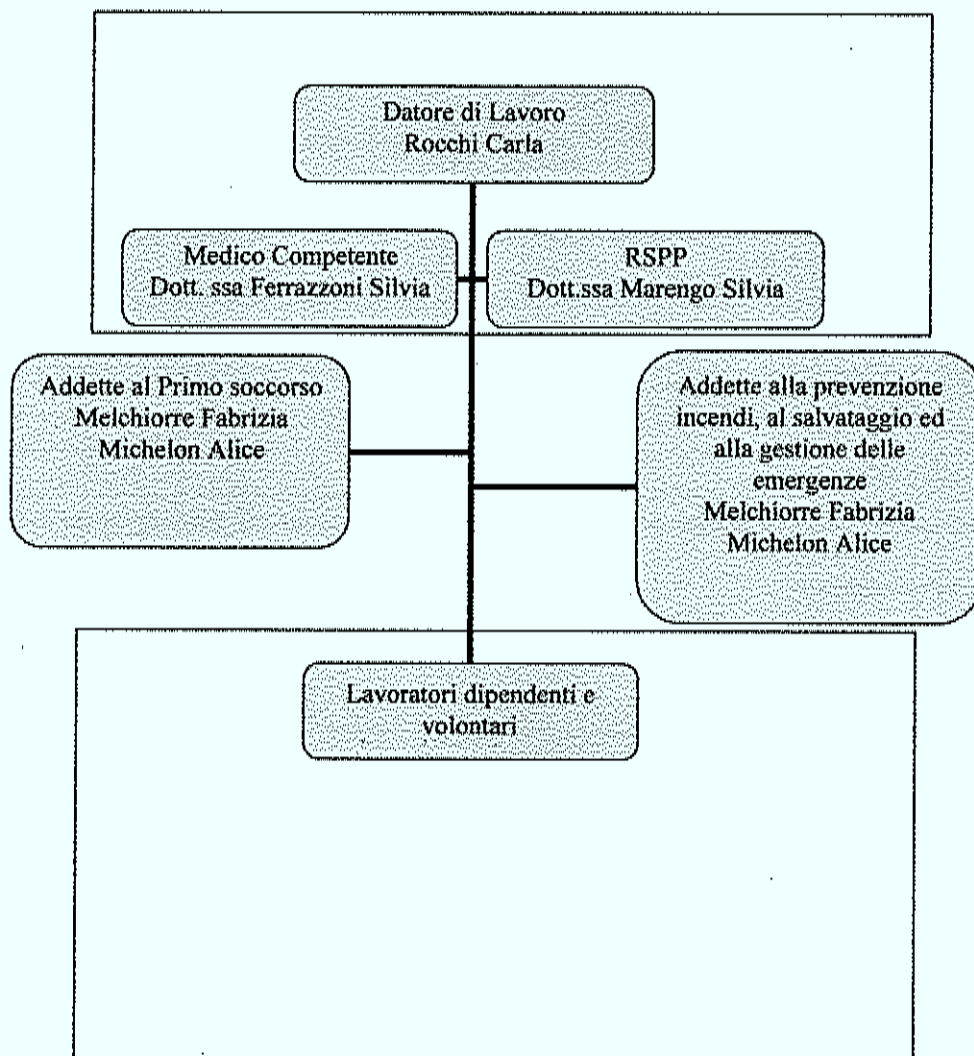 Datore di Lavoro
Rocchi Carla
Medico Competente
Dott. ssa Ferrazzoni Silvia
RSPP
Dott.ssa Marengo Silvia
Addette al Primo soccorso
Melchiorre Fabrizia
Michelon Alice
Addette alla prevenzione
incendi, al salvataggio ed
alla gestione delle
emergenze
Melchiorre Fabrizia
Michelon Alice
Lavoratori dipendenti e
volontari